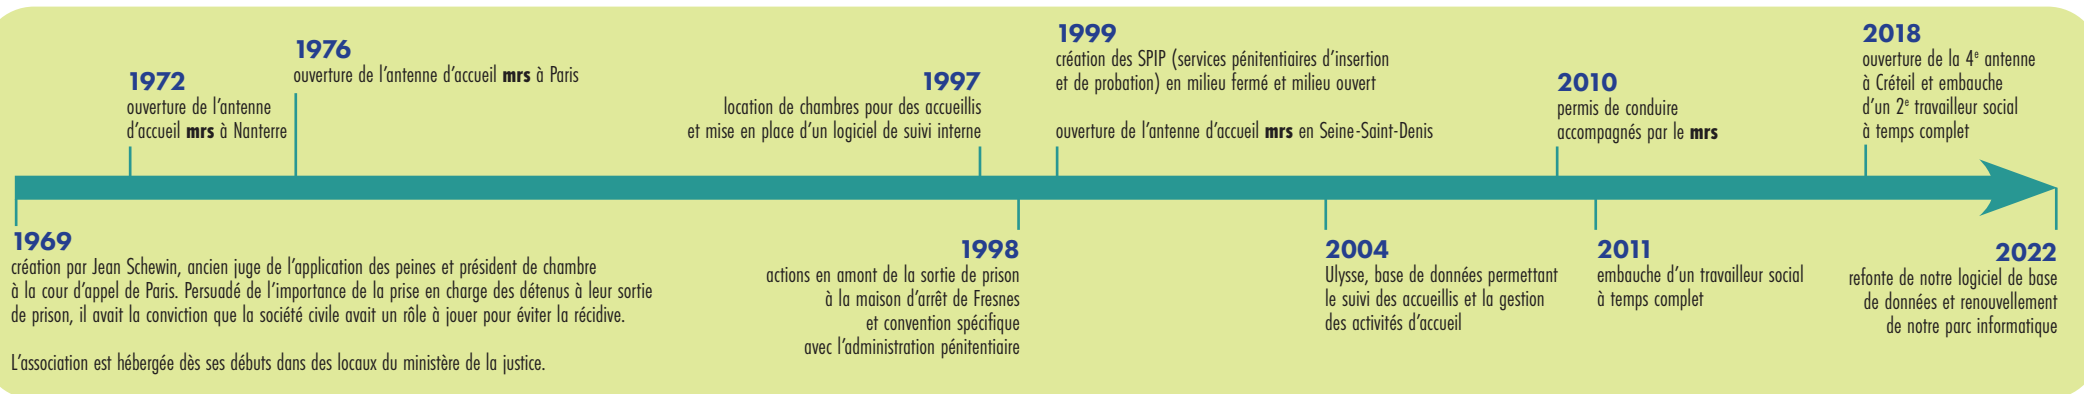 1969
création par Jean Schewin, ancien juge de l'application des peines et président de chambre
à la cour d'appel de Paris. Persuadé de l'importance de la prise en charge des détenus à leur sortie
de prison, il avait la conviction que la société civile avait un rôle à jouer pour éviter la récidive.
L'association est hébergée dès ses débuts dans des locaux du ministère de la justice.
1972
ouverture de l'antenne
d'accueil mrs à Nanterre
1976
ouverture de l'antenne d'accueil mrs à Paris
1997
location de chambres pour des accueillis
et mise en place d'un logiciel de suivi interne
1998
actions en amont de la sortie de prison
à la maison d'arrêt de Fresnes
et convention spécifique
avec l'administration pénitentiaire
1999
création des SPIP (services pénitentiaires d'insertion
et de probation) en milieu fermé et milieu ouvert
ouverture de l'antenne d'accueil mrs en Seine-Saint-Denis
2004
Ulysse, base de données permettant
le suivi des accueillis et la gestion
des activités d'accueil
2010
permis de conduire
accompagnés par le mrs
2011
embauche d'un travailleur social
à temps complet
2018
ouverture de la 4e antenne
à Créteil et embauche
d'un 2e travailleur social
à temps complet
2022
refonte de notre logiciel de base
de données et renouvellement
de notre parc informatique